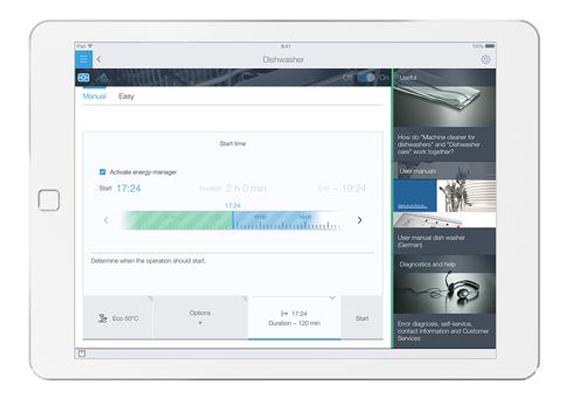 iPad
9:41
100%
Dishwasher
Off On
Manual Easy
Start time
Activate energy-manager
Start 17:24 Duration 2 h 0 min End ~ 19:24
17:24
18:00
Determine when the operation should start.
Eco 50°C
Options
+
17:24
Duration ~ 120 min
Start
Useful
How do "Machine cleaner for
dishwashers" and "Dishwasher
care" work together?
User manuals
User manual dish washer
(German)
Diagnostics and help
Error diagnosis, self-service,
contact information and Customer
Services